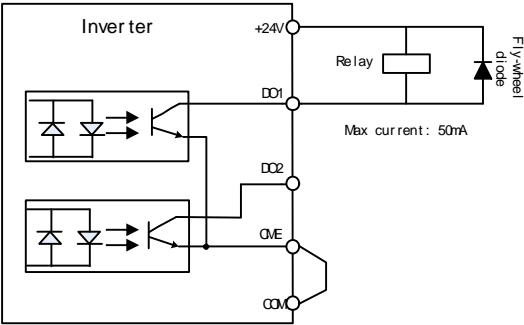 Inverter
+24V
Relay
Fly-wheel
diode
DO1
Max current: 50mA
DO2
CME
COM